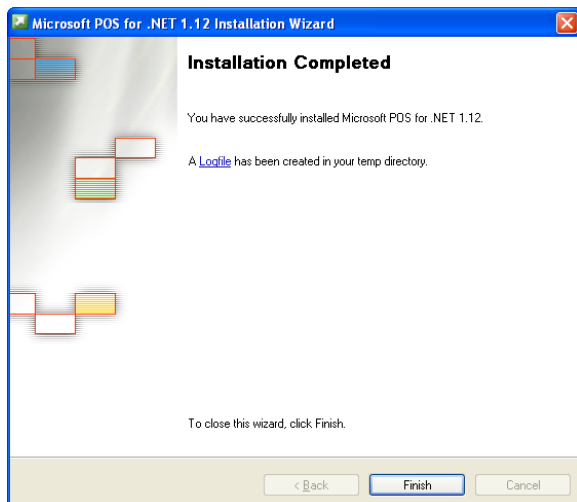 Microsoft POS for .NET 1.12 Installation Wizard
Installation Completed
You have successfully installed Microsoft POS for .NET 1.12.
A Logfile has been created in your temp directory.
To close this wizard, click Finish.
< Back Finish Cancel